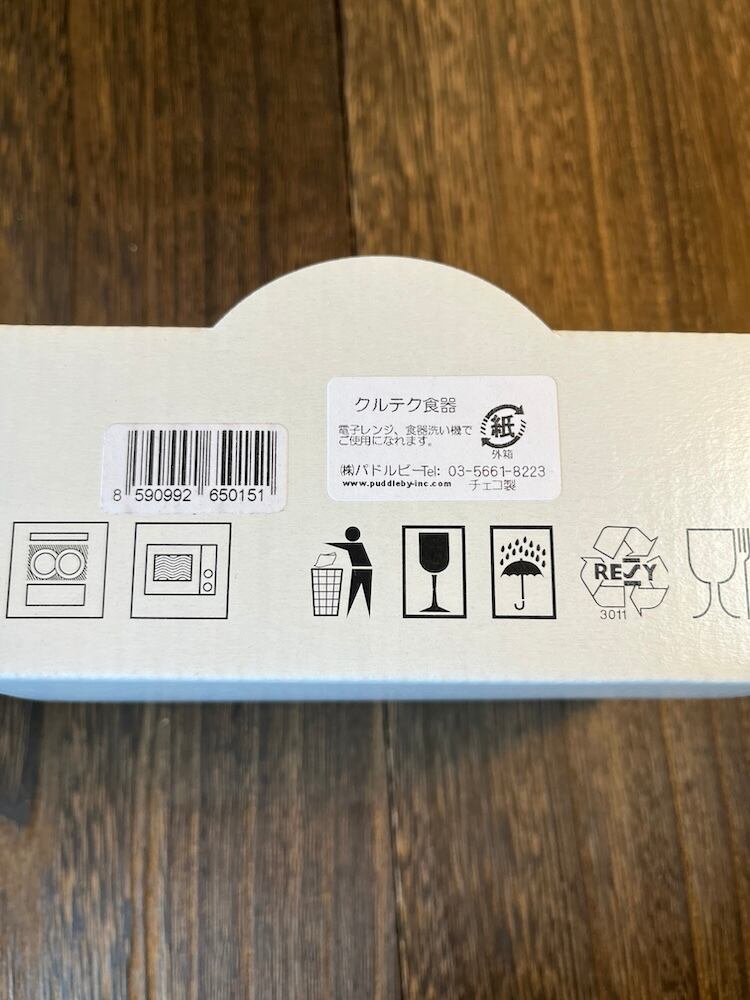 クルテク食器
電子レンジ、食器洗い機で
ご使用になれます。
紙
外箱
㈱パドルビーTel: 03-5661-8223
www.puddleby-inc.com チェコ製
8 590992 650151
RESY
3011